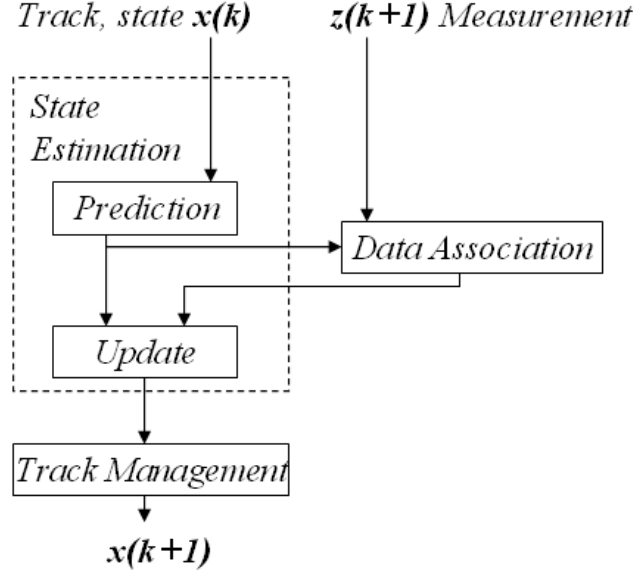 Track, state x(k)
z(k+1) Measurement
State
Estimation
Prediction
Data Association
Update
Track Management
x(k+1)